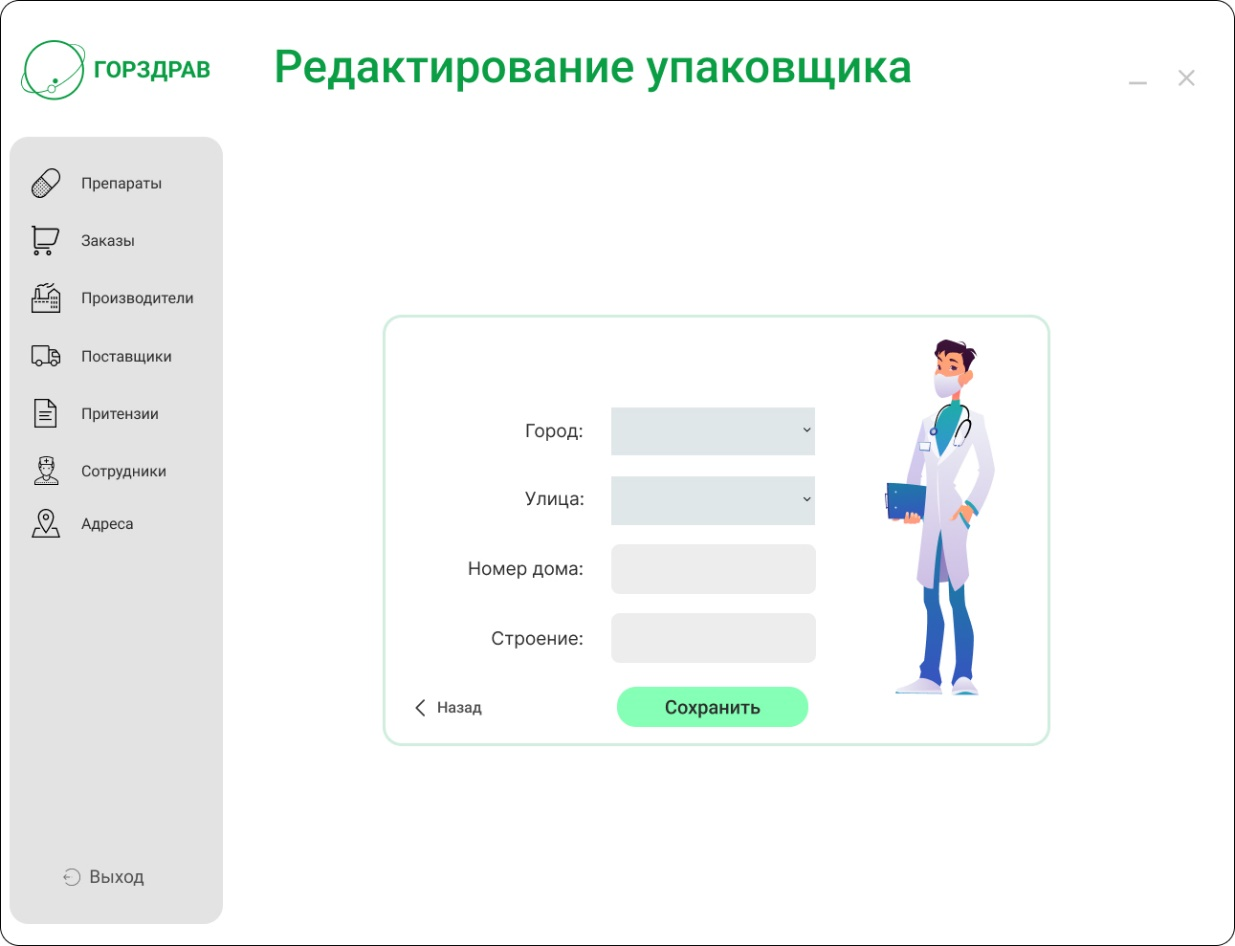 ГОРЗДРАВ
Редактирование упаковщика
Препараты
Заказы
Производители
Поставщики
Притензии
Сотрудники
Адреса
Выход
Город:
Улица:
Номер дома:
Строение:
Назад
Сохранить